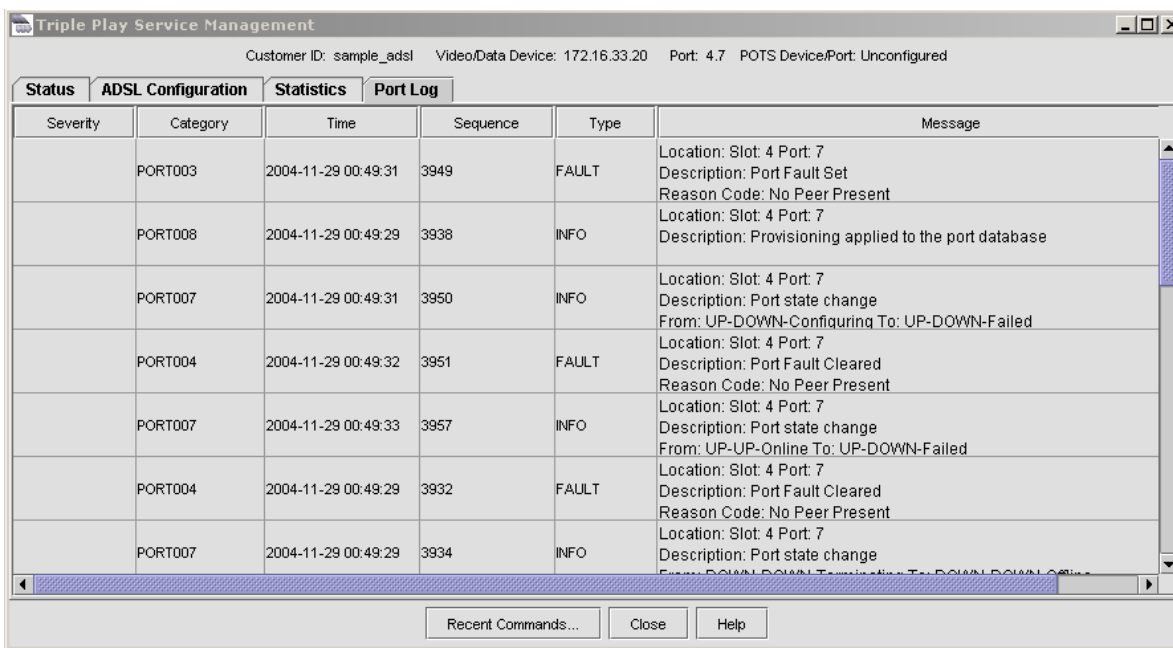 Triple Play Service Management
Customer ID: sample_adsl Video/Data Device: 172.16.33.20 Port: 4.7 POTS Device/Port: Unconfigured
Status ADSL Configuration Statistics Port Log
Severity Category Time Sequence Type Message
PORT003 2004-11-29 00:49:31 3949 FAULT Location: Slot: 4 Port: 7
Description: Port Fault Set
Reason Code: No Peer Present
PORT008 2004-11-29 00:49:29 3938 INFO Location: Slot: 4 Port: 7
Description: Provisioning applied to the port database
PORT007 2004-11-29 00:49:31 3950 INFO Location: Slot: 4 Port: 7
Description: Port state change
From: UP-DOWN-Configuring To: UP-DOWN-Failed
PORT004 2004-11-29 00:49:32 3951 FAULT Location: Slot: 4 Port: 7
Description: Port Fault Cleared
Reason Code: No Peer Present
PORT007 2004-11-29 00:49:33 3957 INFO Location: Slot: 4 Port: 7
Description: Port state change
From: UP-UP-Online To: UP-DOWN-Failed
PORT004 2004-11-29 00:49:29 3932 FAULT Location: Slot: 4 Port: 7
Description: Port Fault Cleared
Reason Code: No Peer Present
PORT007 2004-11-29 00:49:29 3934 INFO Location: Slot: 4 Port: 7
Description: Port state change
From: DOWN-DOWN-Terminating To: DOWN-DOWN-Offline
Recent Commands... Close Help